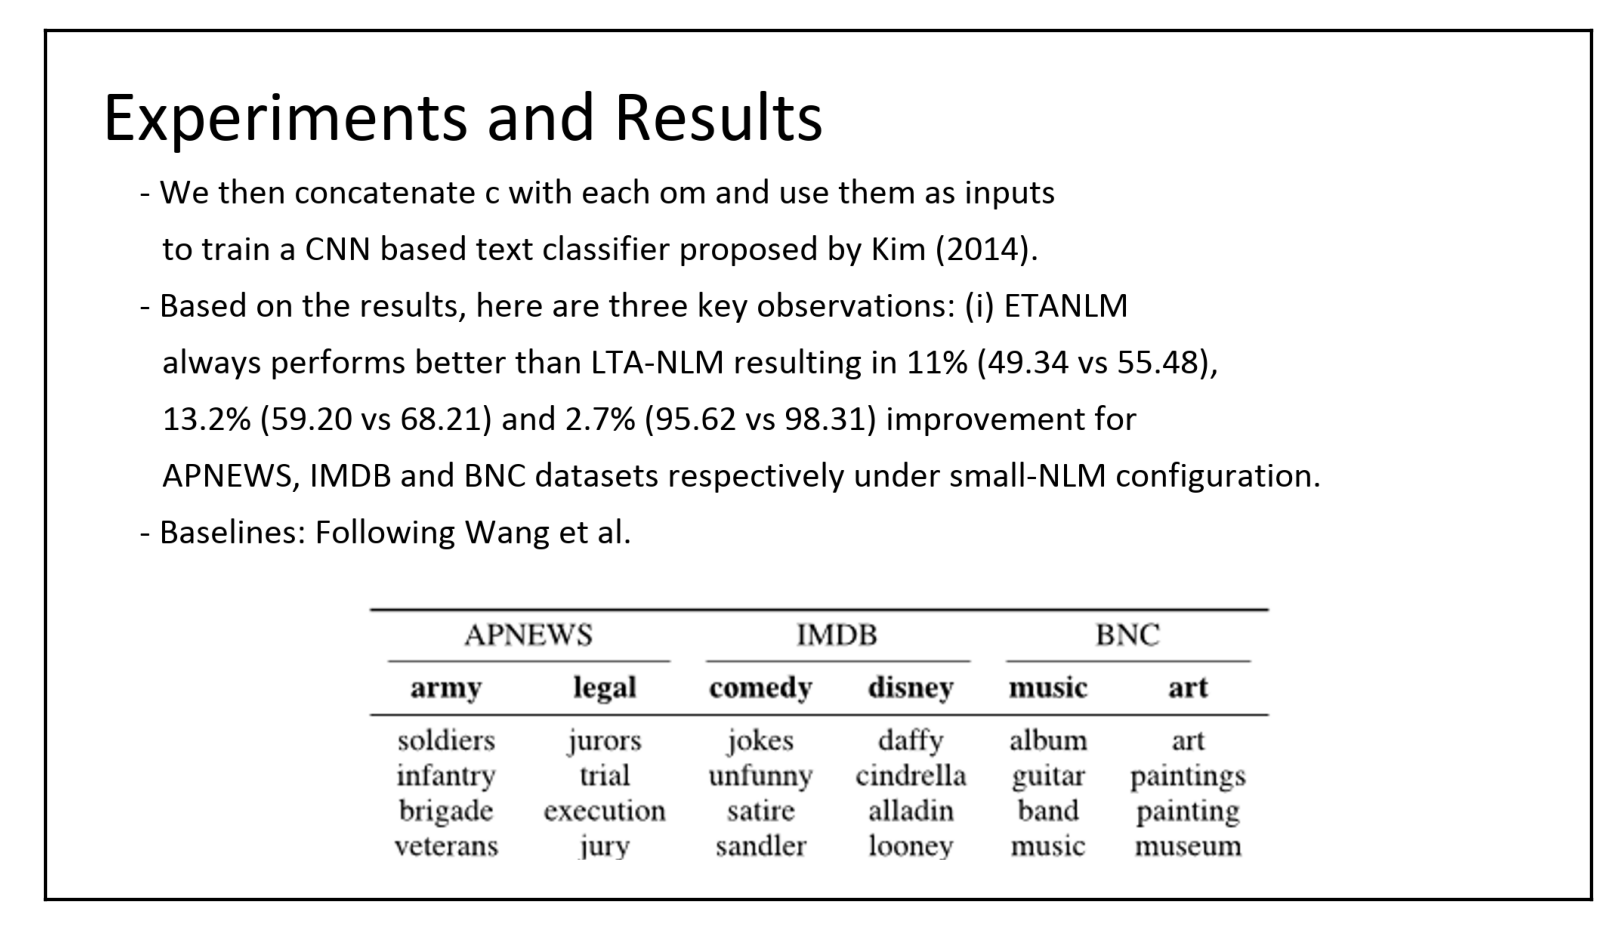 Experiments and Results
- We then concatenate c with each om and use them as inputs
to train a CNN based text classifier proposed by Kim (2014).
- Based on the results, here are three key observations: (i) ETANLM
always performs better than LTA-NLM resulting in 11% (49.34 vs 55.48),
13.2% (59.20 vs 68.21) and 2.7% (95.62 vs 98.31) improvement for
APNEWS, IMDB and BNC datasets respectively under small-NLM configuration.
- Baselines: Following Wang et al.
APNEWS IMDB BNC
army legal comedy disney music art
soldiers jurors jokes daffy album art
infantry trial unfunny cindrella guitar paintings
brigade execution satire alladin band painting
veterans jury sandler looney music museum